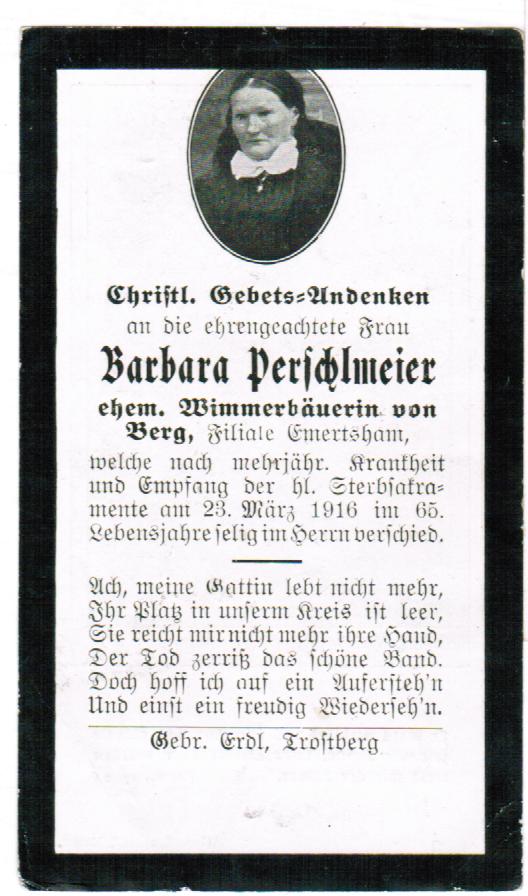 Christl. Gebets-Andenken
an die ehrengeachtete Frau
Barbara Perschlmeier
ehem. Wimmerbäuerin von
Berg, Filiale Emertsham,
welche nach mehrjähr. Krankheit
und Empfang der hl. Sterbsakra-
mente am 23. März 1916 im 65.
Lebensjahre selig im Herrn verschied.
Ach, meine Gattin lebt nicht mehr,
Ihr Platz in unserm Kreis ist leer,
Sie reicht mir nicht mehr ihre Hand,
Der Tod zerriß das schöne Band.
Doch hoff ich auf ein Aufersteh'n
Und einst ein freudig Wiederseh'n.
Gebr. Erdl, Trostberg